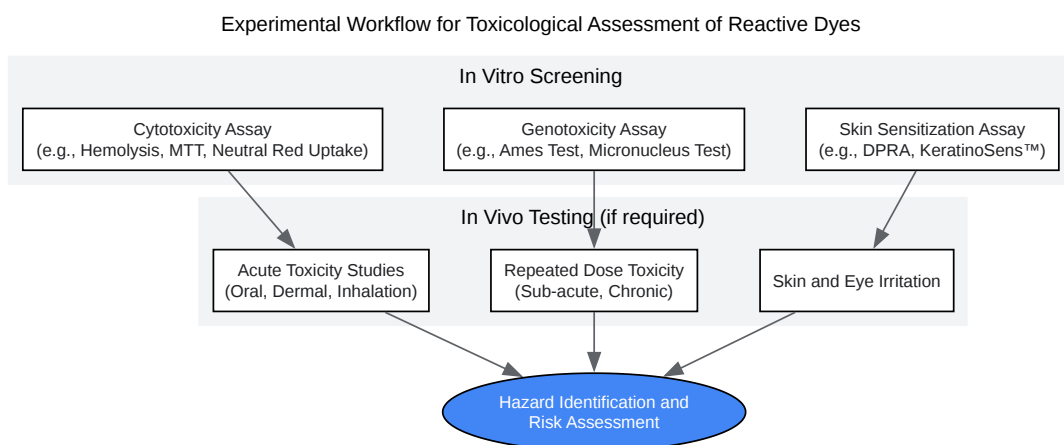 Experimental Workflow for Toxicological Assessment of Reactive Dyes
In Vitro Screening
Cytotoxicity Assay
(e.g., Hemolysis, MTT, Neutral Red Uptake)
Genotoxicity Assay
(e.g., Ames Test, Micronucleus Test)
Skin Sensitization Assay
(e.g., DPRA, KeratinoSens™)
In Vivo Testing (if required)
Acute Toxicity Studies
(Oral, Dermal, Inhalation)
Repeated Dose Toxicity
(Sub-acute, Chronic)
Skin and Eye Irritation
Hazard Identification and
Risk Assessment